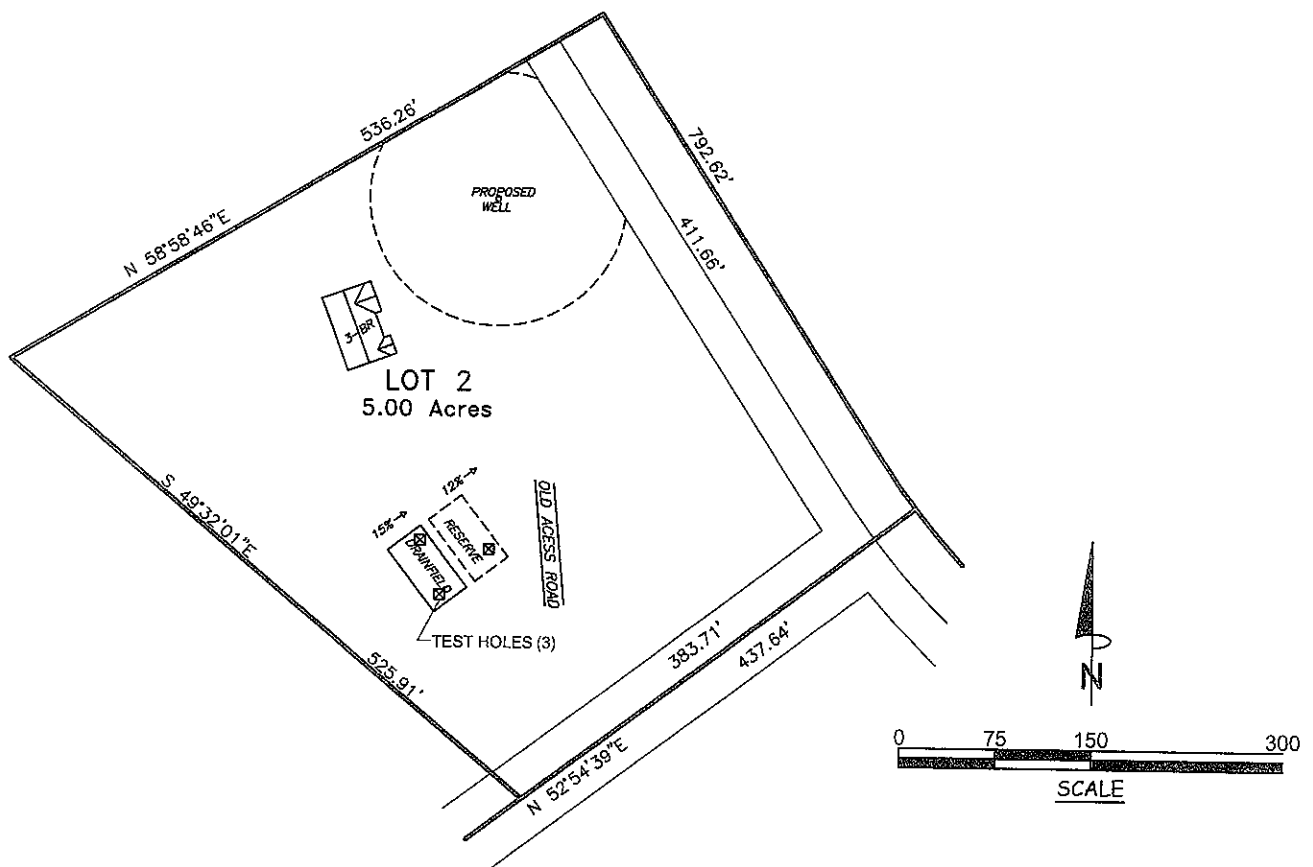 536.26'
N 58°58'46"E
792.62'
PROPOSED
WELL
411.66'
3-BR
LOT 2
5.00 Acres
S 49°32'01"E
12%
15%
RESERVE
DRAINFIELD
OLD ACESS ROAD
TEST HOLES (3)
525.91'
383.71'
437.64'
N 52°54'39"E
N
0 75 150 300
SCALE